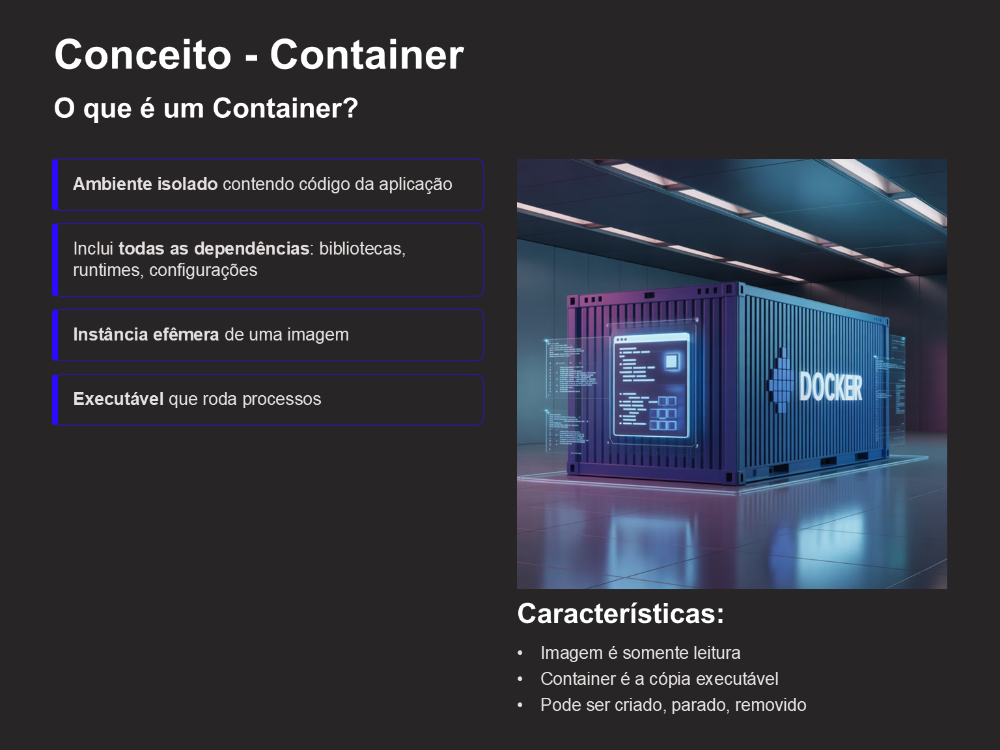 Conceito - Container
O que é um Container?
Ambiente isolado contendo código da aplicação
Inclui todas as dependências: bibliotecas,
runtimes, configurações
Instância efêmera de uma imagem
Executável que roda processos
DOCKER
Características:
• Imagem é somente leitura
• Container é a cópia executável
• Pode ser criado, parado, removido